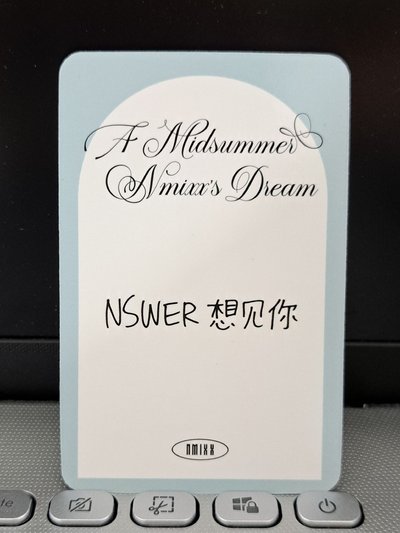 A Midsummer
Nmixx's Dream
NSWER 想见你
NMIXX